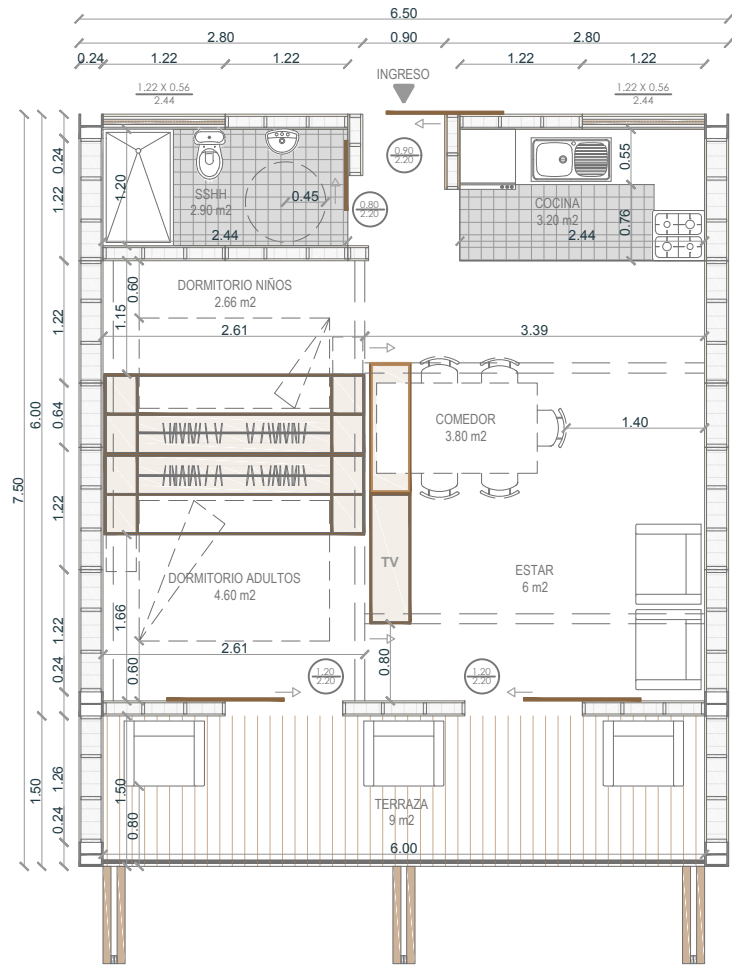 6.50
2.80
0.90
2.80
0.24
1.22
1.22
1.22
1.22
INGRESO
1.22 X 0.56
2.44
1.22 X 0.56
2.44
0.24
1.22
1.20
SSHH
2.90 m2
0.45
2.44
0.90
2.20
0.80
2.20
COCINA
3.20 m2
0.55
0.76
2.44
DORMITORIO NIÑOS
2.66 m2
0.60
1.15
1.22
2.61
3.39
6.00
7.50
0.64
COMEDOR
3.80 m2
1.40
1.22
TV
ESTAR
6 m2
DORMITORIO ADULTOS
4.60 m2
1.66
1.22
2.61
0.60
0.24
0.80
1.20
2.20
1.20
2.20
1.50
1.26
0.24
1.50
0.80
TERRAZA
9 m2
6.00